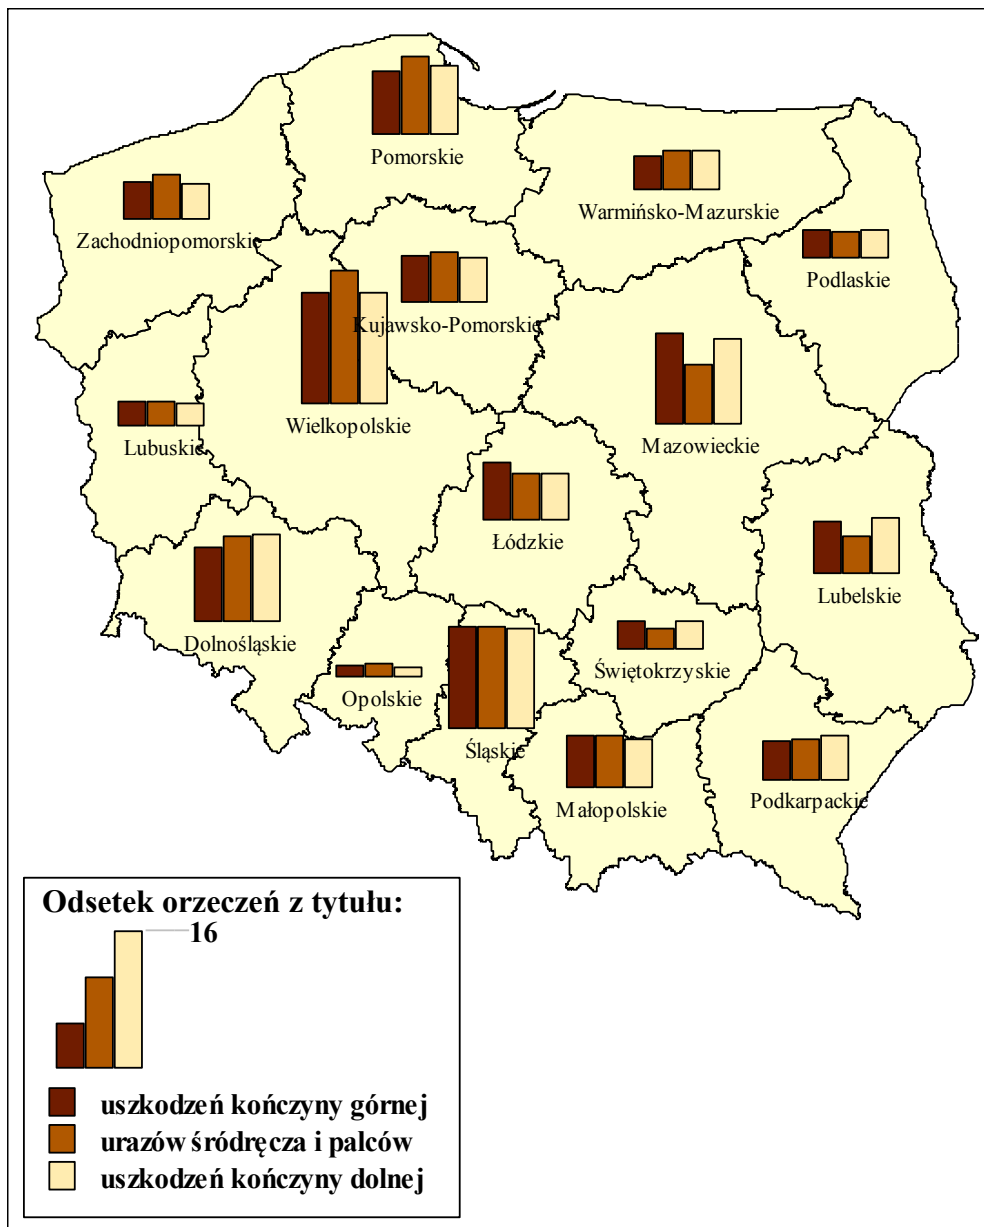 Pomorskie
Warmińsko-Mazurskie
Zachodniopomorskie
Podlaskie
Kujawsko-Pomorskie
Wielkopolskie
Mazowieckie
Lubuskie
Łódzkie
Lubelskie
Dolnośląskie
Świętokrzyskie
Opolskie
Śląskie
Małopolskie
Podkarpackie
Odsetek orzeczeń z tytułu:
16
uszkodzeń kończyny górnej
urazów śródręcza i palców
uszkodzeń kończyny dolnej